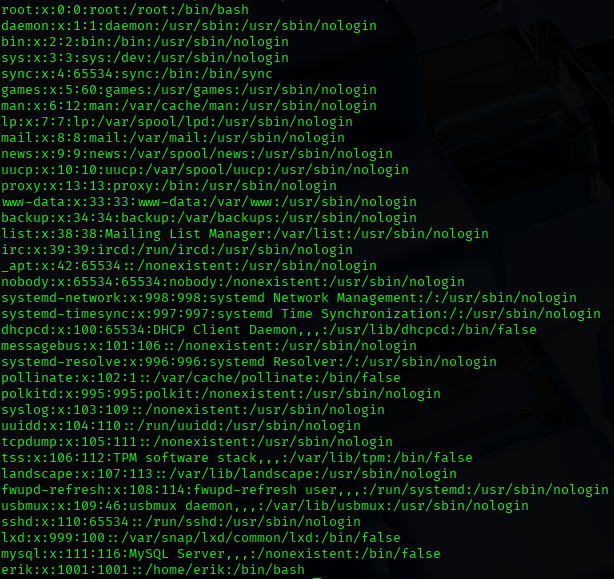 root:x:0:0:root:/root:/bin/bash
daemon:x:1:1:daemon:/usr/sbin:/usr/sbin/nologin
bin:x:2:2:bin:/bin:/usr/sbin/nologin
sys:x:3:3:sys:/dev:/usr/sbin/nologin
sync:x:4:65534:sync:/bin:/bin/sync
games:x:5:60:games:/usr/games:/usr/sbin/nologin
man:x:6:12:man:/var/cache/man:/usr/sbin/nologin
lp:x:7:7:lp:/var/spool/lpd:/usr/sbin/nologin
mail:x:8:8:mail:/var/mail:/usr/sbin/nologin
news:x:9:9:news:/var/spool/news:/usr/sbin/nologin
uucp:x:10:10:uucp:/var/spool/uucp:/usr/sbin/nologin
proxy:x:13:13:proxy:/bin:/usr/sbin/nologin
www-data:x:33:33:www-data:/var/www:/usr/sbin/nologin
backup:x:34:34:backup:/var/backups:/usr/sbin/nologin
list:x:38:38:Mailing List Manager:/var/list:/usr/sbin/nologin
irc:x:39:39:ircd:/run/ircd:/usr/sbin/nologin
_apt:x:42:65534::/nonexistent:/usr/sbin/nologin
nobody:x:65534:65534:nobody:/nonexistent:/usr/sbin/nologin
systemd-network:x:998:998:systemd Network Management:/:/usr/sbin/nologin
systemd-timesync:x:997:997:systemd Time Synchronization:/:/usr/sbin/nologin
dhcpcd:x:100:65534:DHCP Client Daemon,,,:/usr/lib/dhcpcd:/bin/false
messagebus:x:101:106::/nonexistent:/usr/sbin/nologin
systemd-resolve:x:996:996:systemd Resolver:/:/usr/sbin/nologin
pollinate:x:102:1::/var/cache/pollinate:/bin/false
polkitd:x:995:995:polkit:/nonexistent:/usr/sbin/nologin
syslog:x:103:109::/nonexistent:/usr/sbin/nologin
uuidd:x:104:110::/run/uuidd:/usr/sbin/nologin
tcpdump:x:105:111::/nonexistent:/usr/sbin/nologin
tss:x:106:112:TPM software stack,,,:/var/lib/tpm:/bin/false
landscape:x:107:113::/var/lib/landscape:/usr/sbin/nologin
fwupd-refresh:x:108:114:fwupd-refresh user,,,:/run/systemd:/usr/sbin/nologin
usbmux:x:109:46:usbmux daemon,,,:/var/lib/usbmux:/usr/sbin/nologin
sshd:x:110:65534::/run/sshd:/usr/sbin/nologin
lxd:x:999:100::/var/snap/lxd/common/lxd:/bin/false
mysql:x:111:116:MySQL Server,,,:/nonexistent:/bin/false
erik:x:1001:1001::/home/erik:/bin/bash